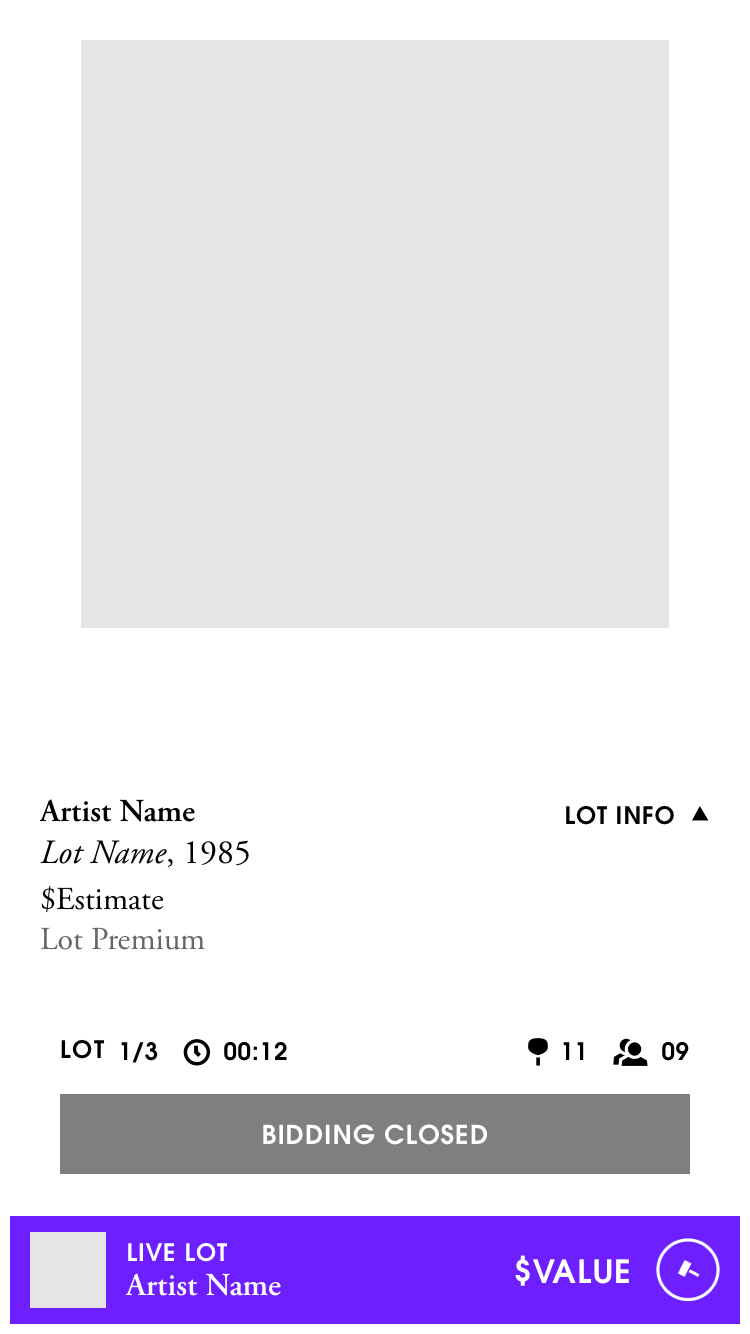 Artist Name
LOT INFO
Lot Name, 1985
$Estimate
Lot Premium
LOT 1/3 00:12 11 09
BIDDING CLOSED
LIVE LOT
Artist Name
$VALUE